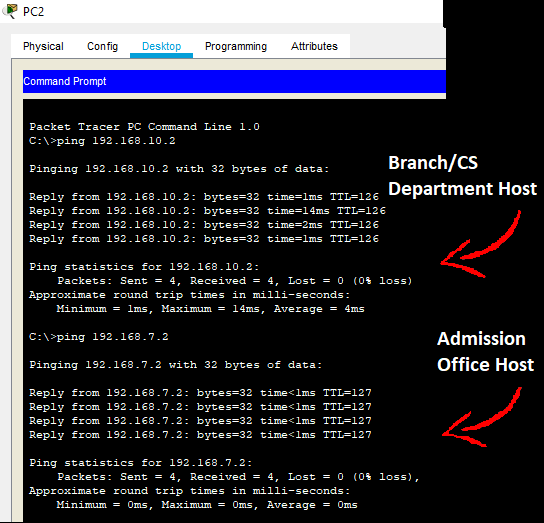 PC2
Physical Config Desktop Programming Attributes
Command Prompt
Packet Tracer PC Command Line 1.0
C:\>ping 192.168.10.2
Pinging 192.168.10.2 with 32 bytes of data:
Reply from 192.168.10.2: bytes=32 time=1ms TTL=126
Reply from 192.168.10.2: bytes=32 time=14ms TTL=126
Reply from 192.168.10.2: bytes=32 time=2ms TTL=126
Reply from 192.168.10.2: bytes=32 time=1ms TTL=126
Branch/CS
Department Host
Ping statistics for 192.168.10.2:
Packets: Sent = 4, Received = 4, Lost = 0 (0% loss)
Approximate round trip times in milli-seconds:
Minimum = 1ms, Maximum = 14ms, Average = 4ms
C:\>ping 192.168.7.2
Pinging 192.168.7.2 with 32 bytes of data:
Reply from 192.168.7.2: bytes=32 time<1ms TTL=127
Reply from 192.168.7.2: bytes=32 time<1ms TTL=127
Reply from 192.168.7.2: bytes=32 time<1ms TTL=127
Reply from 192.168.7.2: bytes=32 time<1ms TTL=127
Admission
Office Host
Ping statistics for 192.168.7.2:
Packets: Sent = 4, Received = 4, Lost = 0 (0% loss),
Approximate round trip times in milli-seconds:
Minimum = 0ms, Maximum = 0ms, Average = 0ms